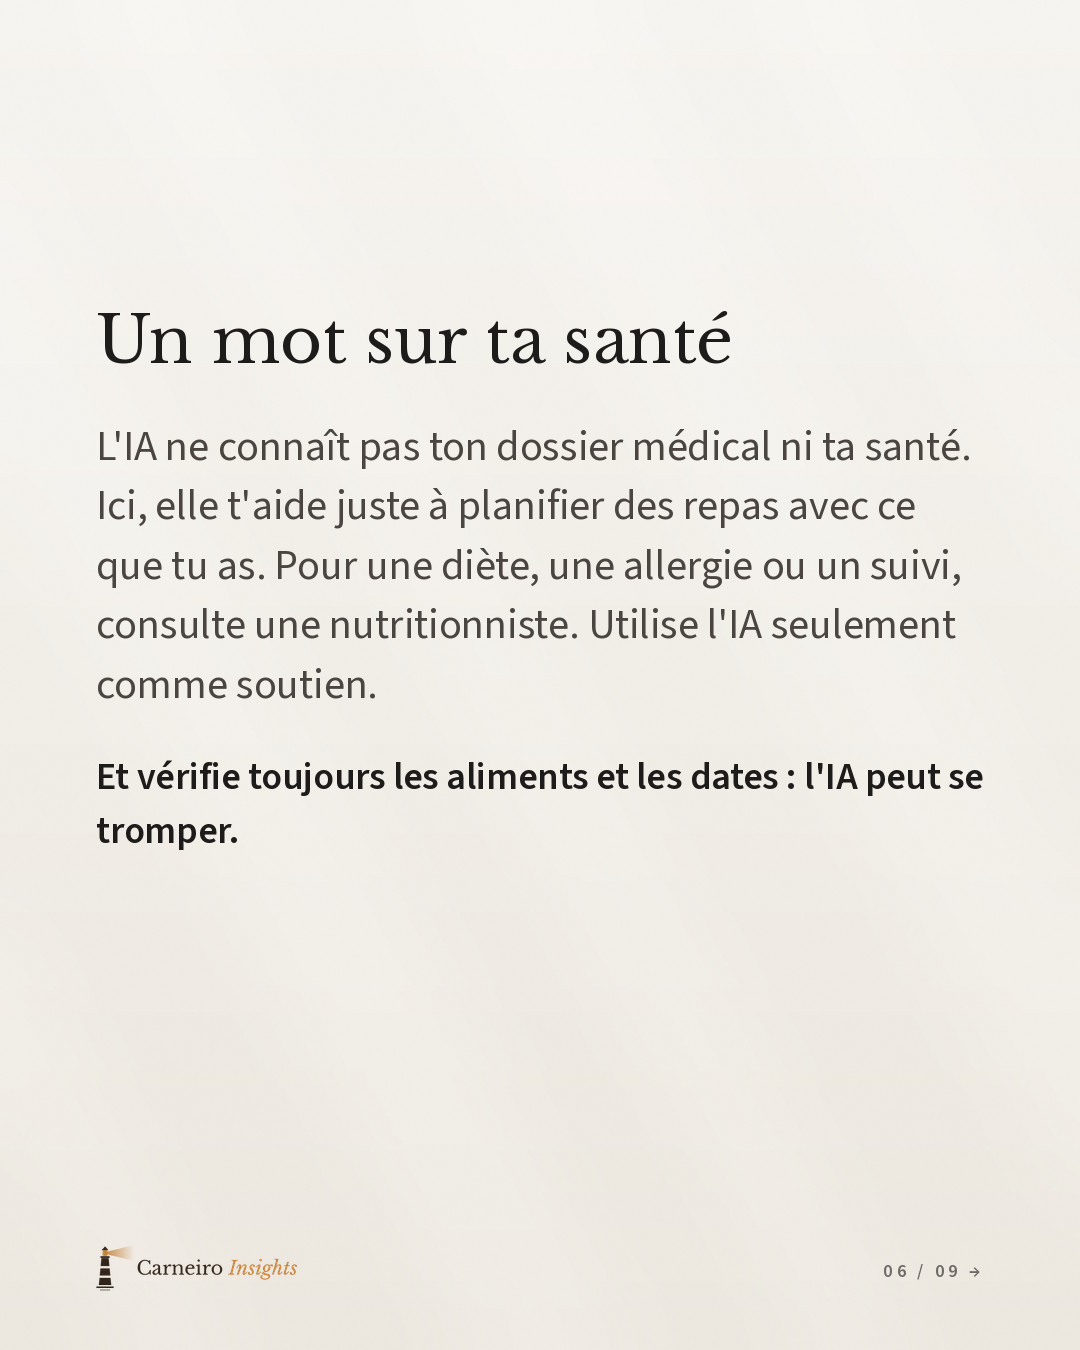 Un mot sur ta santé
L'IA ne connaît pas ton dossier médical ni ta santé.
Ici, elle t'aide juste à planifier des repas avec ce
que tu as. Pour une diète, une allergie ou un suivi,
consulte une nutritionniste. Utilise l'IA seulement
comme soutien.
Et vérifie toujours les aliments et les dates : l'IA peut se
tromper.
Carneiro Insights
06 / 09 →